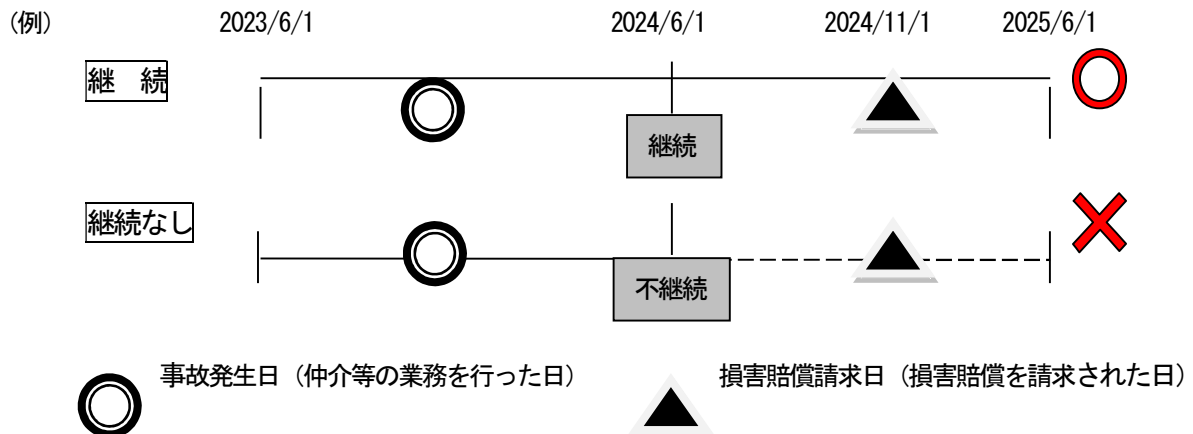 (例) 2023/6/1 2024/6/1 2024/11/1 2025/6/1
継 続
継続
継続なし
不継続
事故発生日（仲介等の業務を行った日） 損害賠償請求日（損害賠償を請求された日）